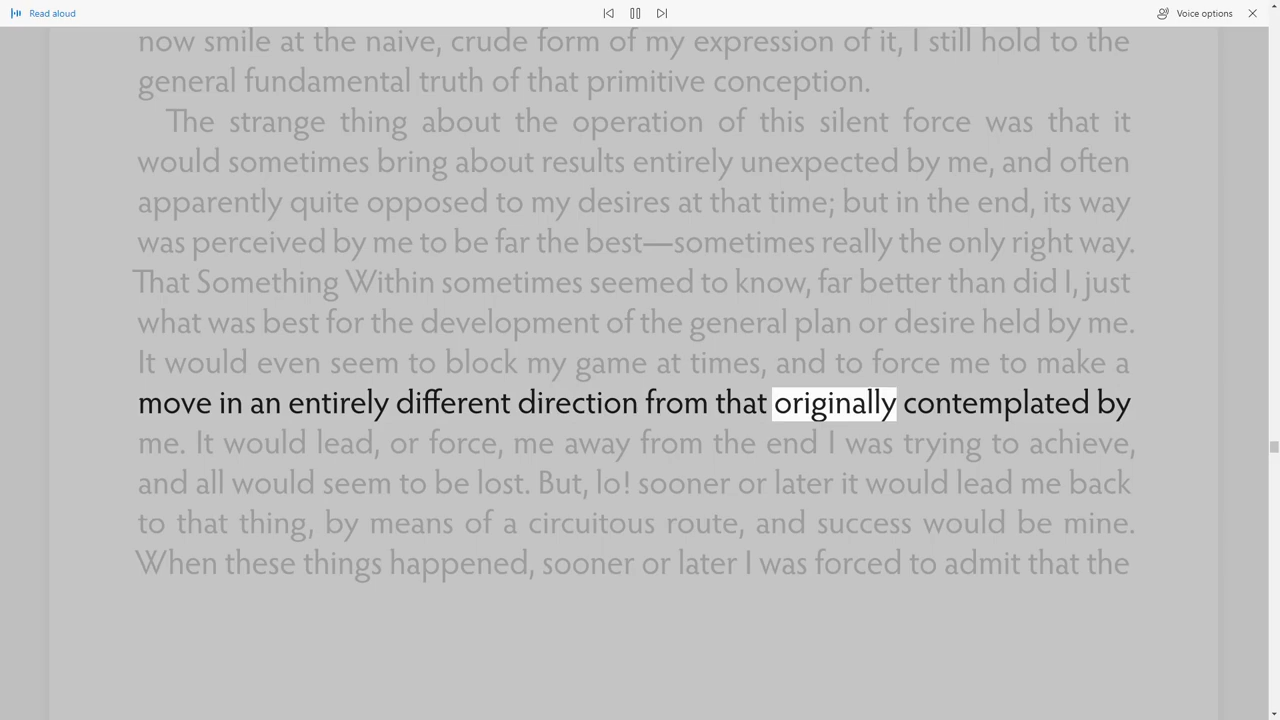 Read aloud
Voice options
now smile at the naive, crude form of my expression of it, I still hold to the
general fundamental truth of that primitive conception.
The strange thing about the operation of this silent force was that it
would sometimes bring about results entirely unexpected by me, and often
apparently quite opposed to my desires at that time; but in the end, its way
was perceived by me to be far the best—sometimes really the only right way.
That Something Within sometimes seemed to know, far better than did I, just
what was best for the development of the general plan or desire held by me.
It would even seem to block my game at times, and to force me to make a
move in an entirely different direction from that originally contemplated by
me. It would lead, or force, me away from the end I was trying to achieve,
and all would seem to be lost. But, lo! sooner or later it would lead me back
to that thing, by means of a circuitous route, and success would be mine.
When these things happened, sooner or later I was forced to admit that the